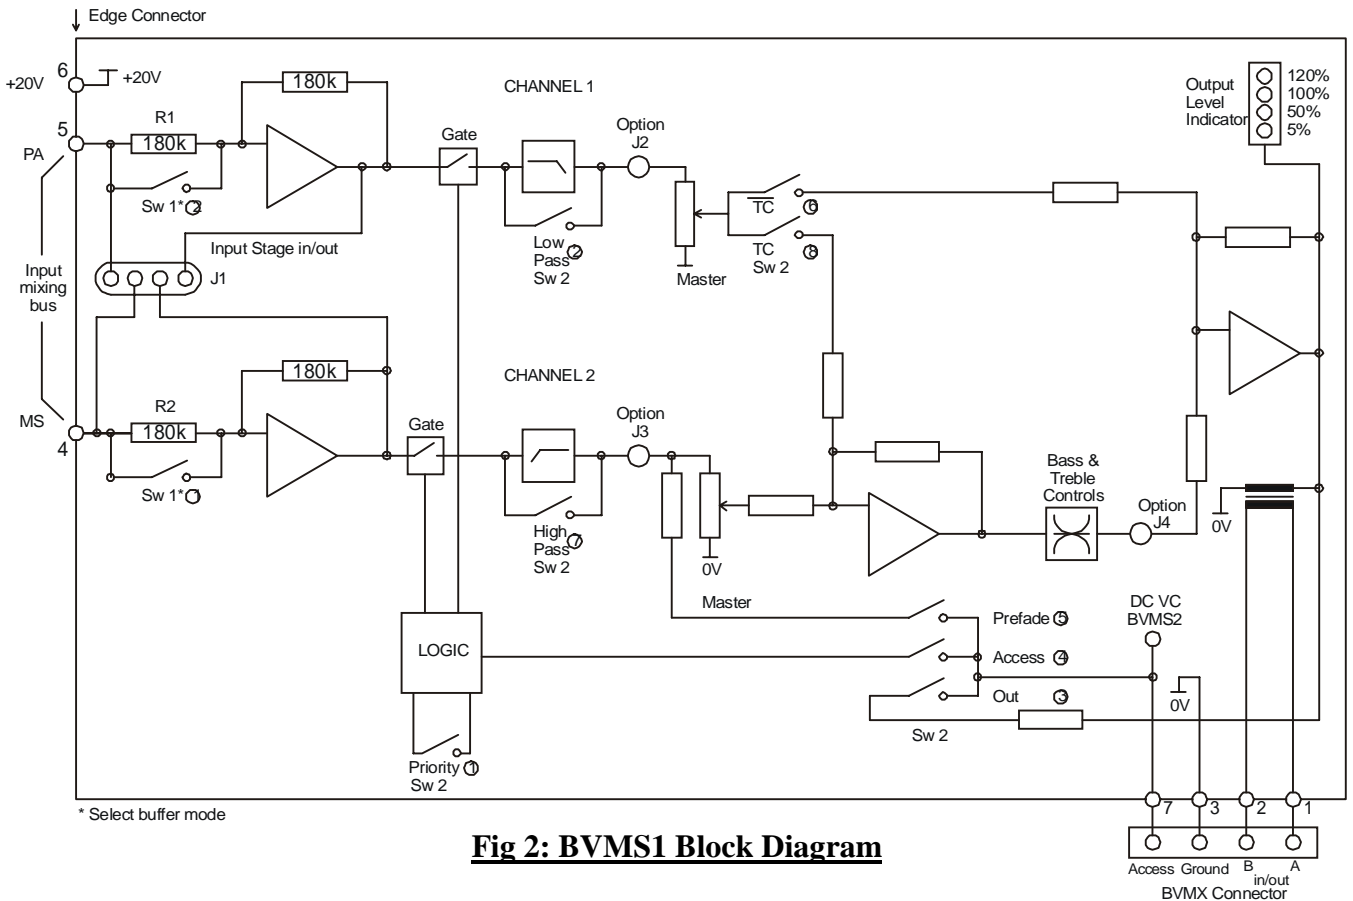 Edge Connector
6
+20V
+20V
5
R1
180k
180k
PA
Sw 1* 2
Input Stage in/out
J1
Input
mixing
bus
MS
4
R2
180k
180k
Sw 1* 1
CHANNEL 1
Gate
Option
J2
Low
Pass 2
Sw 2
Master
TC 6
TC 8
Sw 2
Output
Level
Indicator
120%
100%
50%
5%
CHANNEL 2
Gate
Option
J3
High
Pass 7
Sw 2
0V
Master
Bass &
Treble
Controls
Option
J4
0V
LOGIC
Priority 1
Sw 2
Prefade 5
Access 4
Out 3
Sw 2
DC VC
BVMS2
0V
7
3
2
1
Access
Ground
B
A
in/out
BVMX Connector
* Select buffer mode
Fig 2: BVMS1 Block Diagram